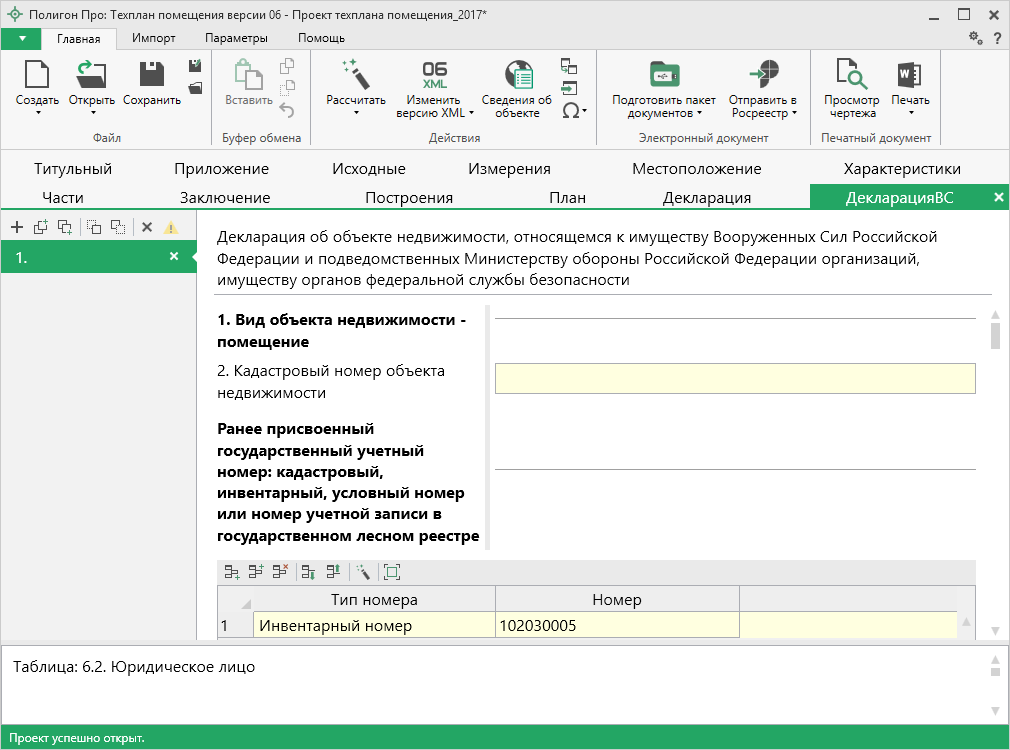 Полигон Про: Техплан помещения версии 06 - Проект техплана помещения_2017*
Главная Импорт Параметры Помощь ?
Создать Открыть Сохранить Вставить Рассчитать 06 XML Изменить версию XML Сведения об объекте Подготовить пакет документов Отправить в Росреестр Просмотр чертежа W Печать
Файл Буфер обмена Действия Электронный документ Печатный документ
Титульный Приложение Исходные Измерения Местоположение Характеристики
Части Заключение Построения План Декларация ДекларацияВС
1.
Декларация об объекте недвижимости, относящемся к имуществу Вооруженных Сил Российской
Федерации и подведомственных Министерству обороны Российской Федерации организаций,
имуществу органов федеральной службы безопасности
1. Вид объекта недвижимости -
помещение
2. Кадастровый номер объекта
недвижимости
Ранее присвоенный
государственный учетный
номер: кадастровый,
инвентарный, условный номер
или номер учетной записи в
государственном лесном реестре
Тип номера Номер
1 Инвентарный номер 102030005
Таблица: 6.2. Юридическое лицо
Проект успешно открыт.